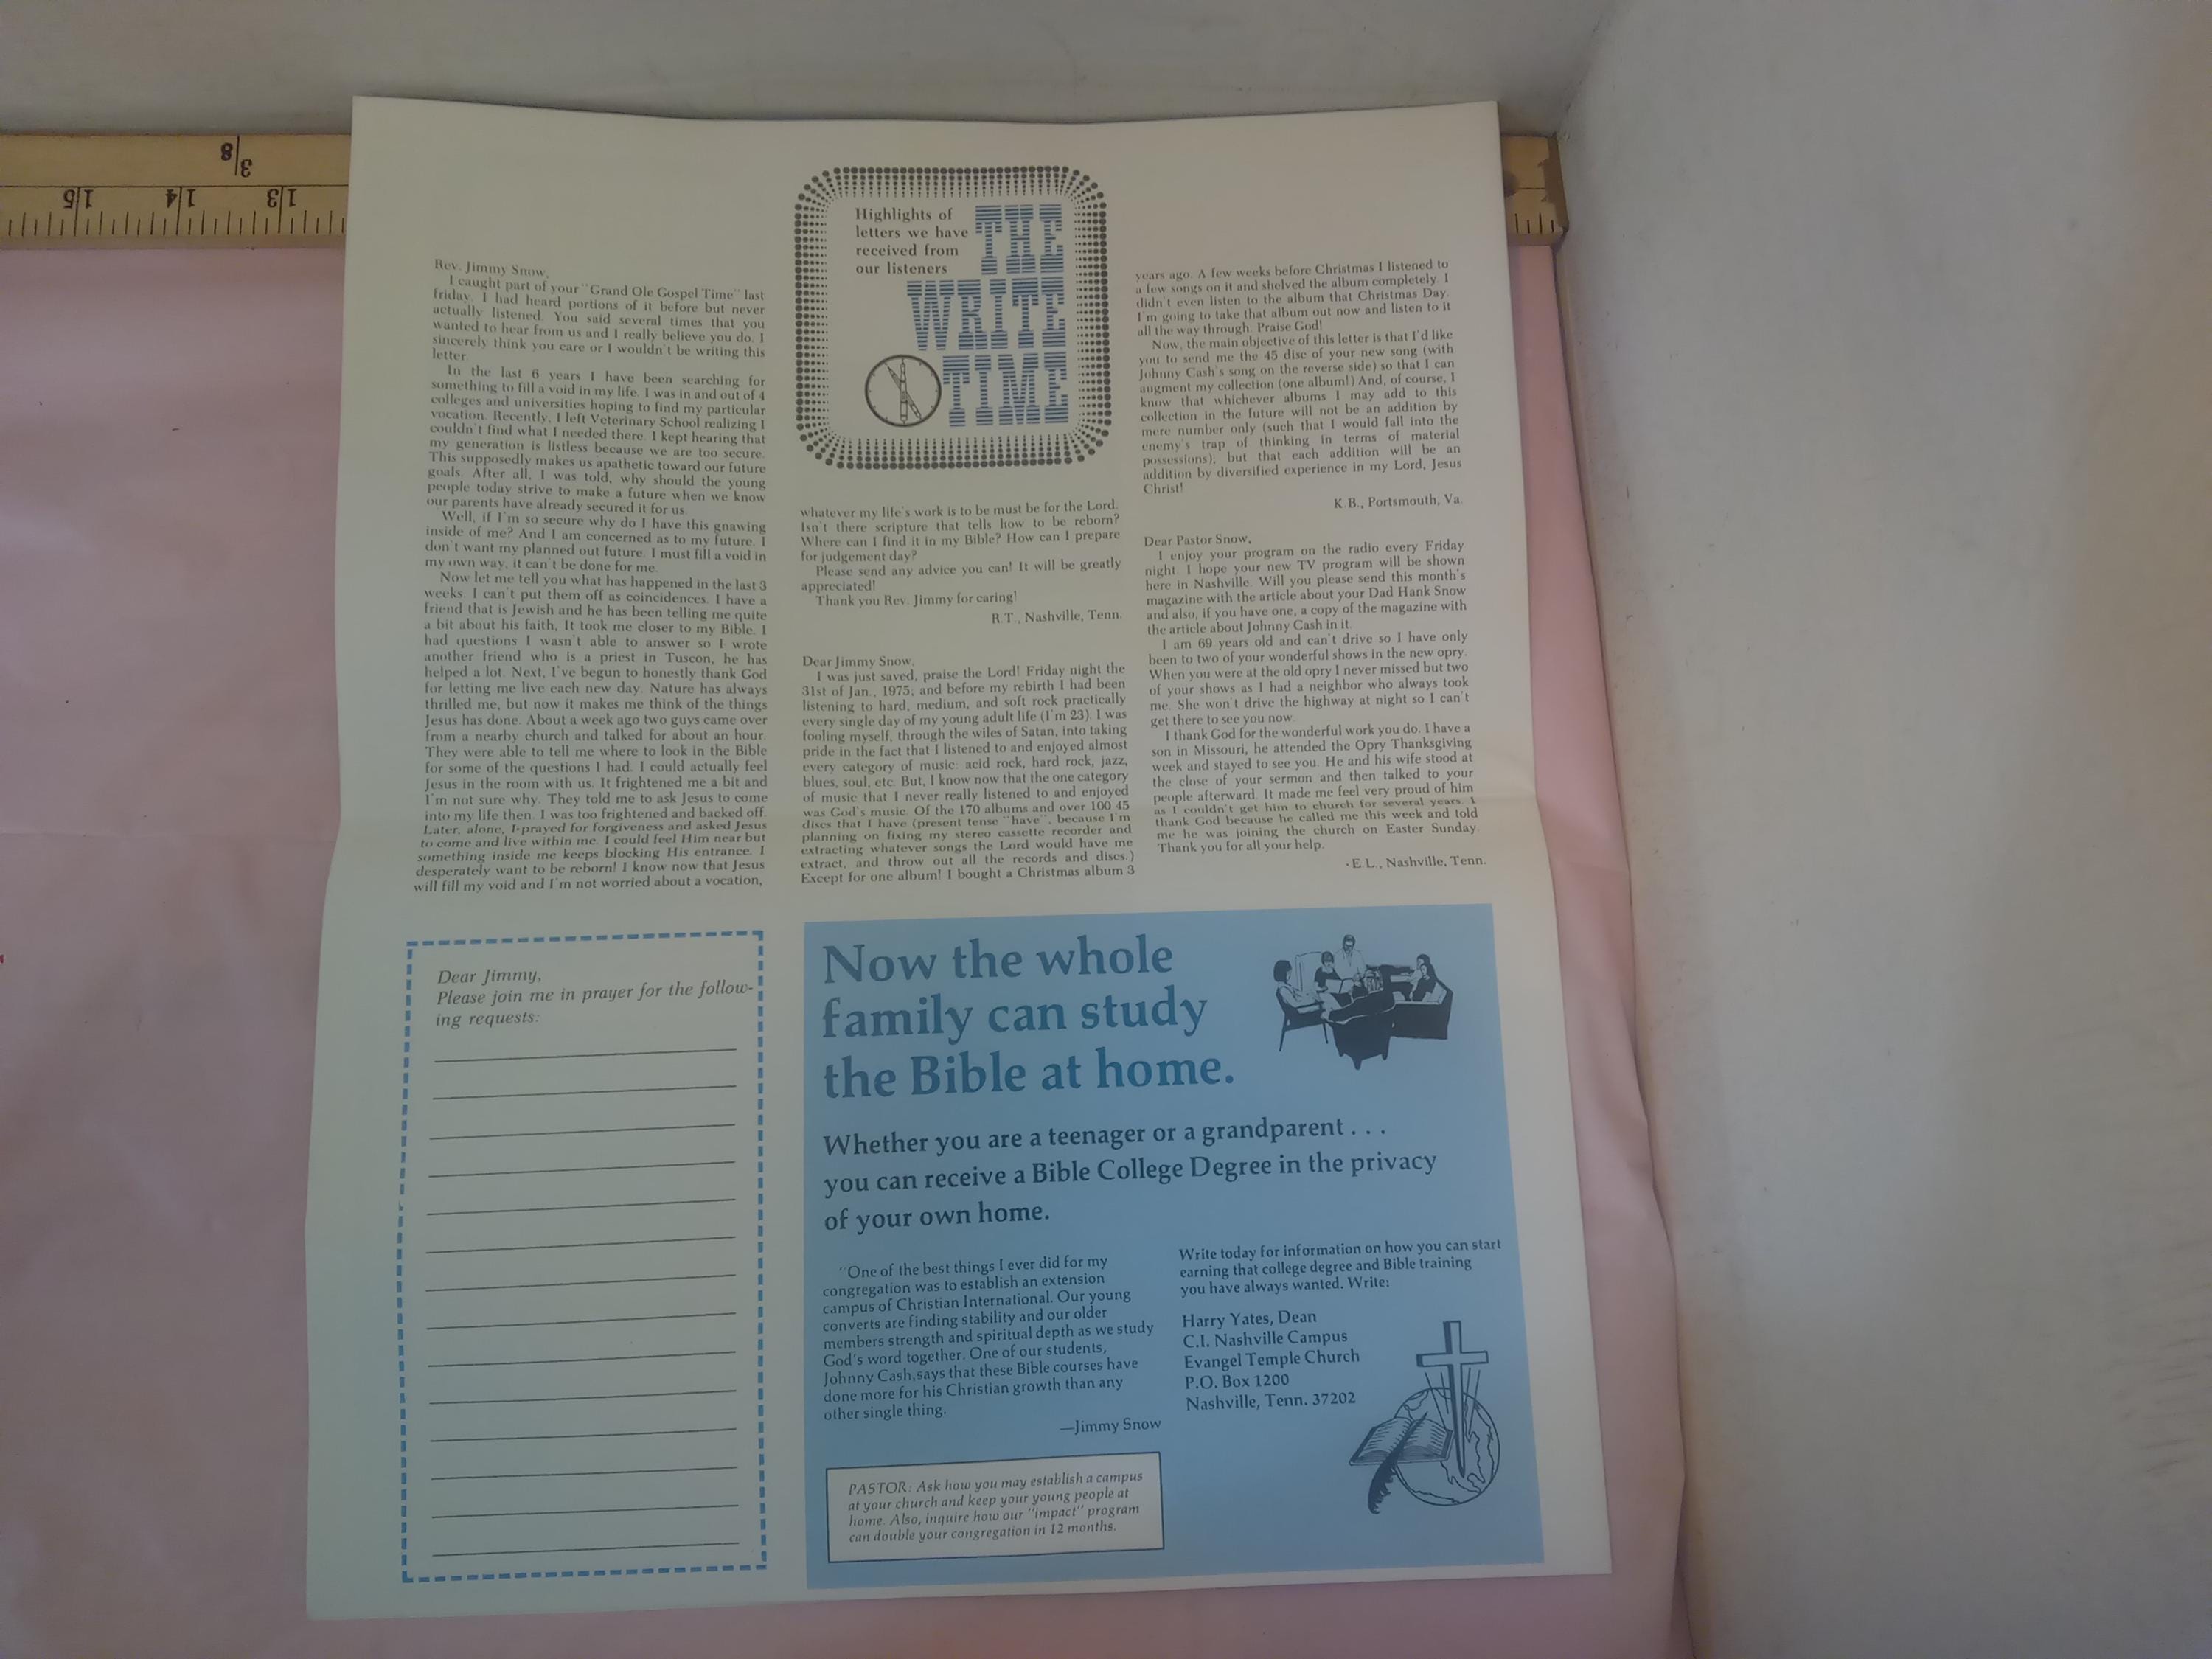 3/8
15 14 13
Rev. Jimmy Snow,
I caught part of your "Grand Ole Gospel Time" last
friday. I had heard portions of it before but never
actually listened. You said several times that you
wanted to hear from us and I really believe you do. I
sincerely think you care or I wouldn't be writing this
letter.
In the last 6 years I have been searching for
something to fill a void in my life. I was in and out of 4
colleges and universities hoping to find my particular
vocation. Recently, I left Veterinary School realizing I
couldn't find what I needed there. I kept hearing that
my generation is listless because we are too secure.
This supposedly makes us apathetic toward our future
goals. After all, I was told, why should the young
people today strive to make a future when we know
our parents have already secured it for us.
Well, if I'm so secure why do I have this gnawing
inside of me? And I am concerned as to my future. I
don't want my planned out future. I must fill a void in
my own way, it can't be done for me.
Now let me tell you what has happened in the last 3
weeks. I can't put them off as coincidences. I have a
friend that is Jewish and he has been telling me quite
a bit about his faith, It took me closer to my Bible. I
had questions I wasn't able to answer so I wrote
another friend who is a priest in Tuscon, he has
helped a lot. Next, I've begun to honestly thank God
for letting me live each new day. Nature has always
thrilled me, but now it makes me think of the things
Jesus has done. About a week ago two guys came over
from a nearby church and talked for about an hour.
They were able to tell me where to look in the Bible
for some of the questions I had. I could actually feel
Jesus in the room with us. It frightened me a bit and
I'm not sure why. They told me to ask Jesus to come
into my life then. I was too frightened and backed off.
Later, alone, I prayed for forgiveness and asked Jesus
to come and live within me. I could feel Him near but
something inside me keeps blocking His entrance. I
desperately want to be reborn! I know now that Jesus
will fill my void and I'm not worried about a vocation,
Highlights of
letters we have
received from
our listeners
THE
WRITE
TIME
whatever my life's work is to be must be for the Lord.
Isn't there scripture that tells how to be reborn?
Where can I find it in my Bible? How can I prepare
for judgement day?
Please send any advice you can! It will be greatly
appreciated!
Thank you Rev. Jimmy for caring!
R.T., Nashville, Tenn.
Dear Jimmy Snow,
I was just saved, praise the Lord! Friday night the
31st of Jan., 1975; and before my rebirth I had been
listening to hard, medium, and soft rock practically
every single day of my young adult life (I'm 23). I was
fooling myself, through the wiles of Satan, into taking
pride in the fact that I listened to and enjoyed almost
every category of music: acid rock, hard rock, jazz,
blues, soul, etc. But, I know now that the one category
of music that I never really listened to and enjoyed
was God's music. Of the 170 albums and over 100 45
discs that I have (present tense "have", because I'm
planning on fixing my stereo cassette recorder and
extracting whatever songs the Lord would have me
extract, and throw out all the records and discs.)
Except for one album! I bought a Christmas album 3
years ago. A few weeks before Christmas I listened to
a few songs on it and shelved the album completely. I
didn't even listen to the album that Christmas Day.
I'm going to take that album out now and listen to it
all the way through. Praise God!
Now, the main objective of this letter is that I'd like
you to send me the 45 disc of your new song (with
Johnny Cash's song on the reverse side) so that I can
augment my collection (one album!) And, of course, I
know that whichever albums I may add to this
collection in the future will not be an addition by
mere number only (such that I would fall into the
enemy's trap of thinking in terms of material
possessions); but that each addition will be an
addition by diversified experience in my Lord, Jesus
Christ!
K.B., Portsmouth, Va.
Dear Pastor Snow,
I enjoy your program on the radio every Friday
night. I hope your new TV program will be shown
here in Nashville. Will you please send this month's
magazine with the article about your Dad Hank Snow
and also, if you have one, a copy of the magazine with
the article about Johnny Cash in it.
I am 69 years old and can't drive so I have only
been to two of your wonderful shows in the new opry.
When you were at the old opry I never missed but two
of your shows as I had a neighbor who always took
me. She won't drive the highway at night so I can't
get there to see you now.
I thank God for the wonderful work you do. I have a
son in Missouri, he attended the Opry Thanksgiving
week and stayed to see you. He and his wife stood at
the close of your sermon and then talked to your
people afterward. It made me feel very proud of him
as I couldn't get him to church for several years. I
thank God because he called me this week and told
me he was joining the church on Easter Sunday.
Thank you for all your help.
-E.L., Nashville, Tenn.
Dear Jimmy,
Please join me in prayer for the follow-
ing requests:
Now the whole
family can study
the Bible at home.
Whether you are a teenager or a grandparent . . .
you can receive a Bible College Degree in the privacy
of your own home.
"One of the best things I ever did for my
congregation was to establish an extension
campus of Christian International. Our young
converts are finding stability and our older
members strength and spiritual depth as we study
God's word together. One of our students,
Johnny Cash,says that these Bible courses have
done more for his Christian growth than any
other single thing.
—Jimmy Snow
PASTOR: Ask how you may establish a campus
at your church and keep your young people at
home. Also, inquire how our "impact" program
can double your congregation in 12 months.
Write today for information on how you can start
earning that college degree and Bible training
you have always wanted. Write:
Harry Yates, Dean
C.I. Nashville Campus
Evangel Temple Church
P.O. Box 1200
Nashville, Tenn. 37202